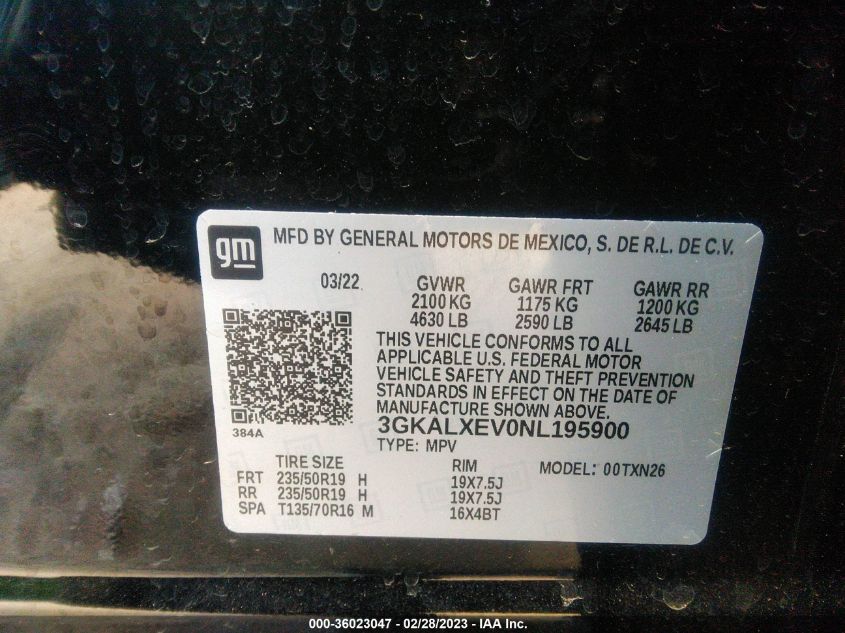 gm
MFD BY GENERAL MOTORS DE MEXICO, S. DE R.L. DE C.V.
03/22 GVWR GAWR FRT GAWR RR
2100 KG 1175 KG 1200 KG
4630 LB 2590 LB 2645 LB
THIS VEHICLE CONFORMS TO ALL
APPLICABLE U.S. FEDERAL MOTOR
VEHICLE SAFETY AND THEFT PREVENTION
STANDARDS IN EFFECT ON THE DATE OF
MANUFACTURE SHOWN ABOVE.
384A
3GKALXEV0NL195900
TYPE: MPV
TIRE SIZE RIM MODEL: 00TXN26
FRT 235/50R19 H 19X7.5J
RR 235/50R19 H 19X7.5J
SPA T135/70R16 M 16X4BT
000-36023047 - 02/28/2023 - IAA Inc.